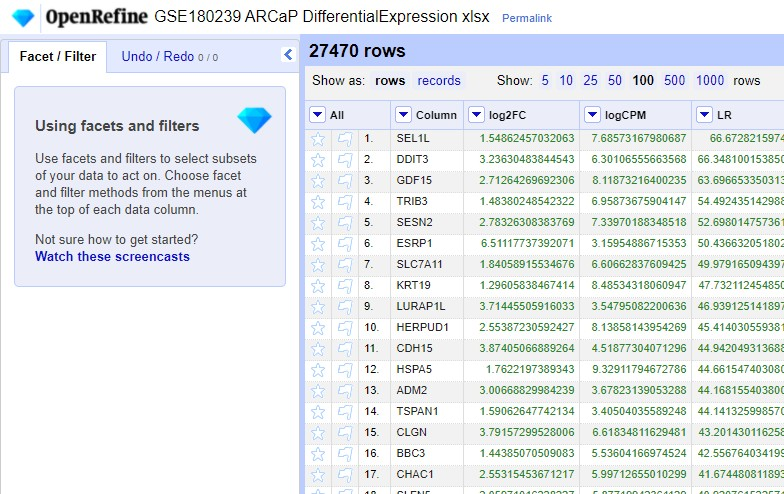 OpenRefine GSE180239 ARCaP DifferentialExpression xlsx Permalink
Facet / Filter Undo / Redo 0 / 0
27470 rows
Show as: rows records Show: 5 10 25 50 100 500 1000 rows
Using facets and filters
Use facets and filters to select subsets
of your data to act on. Choose facet
and filter methods from the menus at
the top of each data column.
Not sure how to get started?
Watch these screencasts
All Column log2FC logCPM LR
1. SEL1L 1.54862457032063 7.68573167980687 66.6728215974
2. DDIT3 3.23630483844543 6.30106555663568 66.348100153850
3. GDF15 2.71264269692306 8.11873216400235 63.696653350313
4. TRIB3 1.48380248542322 6.95873675904147 54.492435142988
5. SESN2 2.78326308383769 7.33970188348518 52.698014757361
6. ESRP1 6.51117737392071 3.15954886715353 50.436632051802
7. SLC7A11 1.84058915534676 6.60662837609425 49.979165094397
8. KRT19 1.29605838467414 8.48534318060947 47.732112454850
9. LURAP1L 3.71445505916033 3.54795082200636 46.939125141897
10. HERPUD1 2.55387230592427 8.13858143954269 45.414030559381
11. CDH15 3.87405066889264 4.51877304071296 44.942049313688
12. HSPA5 1.7622197389343 9.32911794672786 44.661547403080
13. ADM2 3.00668829984239 3.67823139053288 44.168155403800
14. TSPAN1 1.59062647742134 3.40504035589248 44.141325998570
15. CLGN 3.79157299528006 6.61834811629481 43.201430116258
16. BBC3 1.44385070509083 5.53604166974524 42.556764034199
17. CHAC1 2.55315453671217 5.99712655010299 41.674480811893